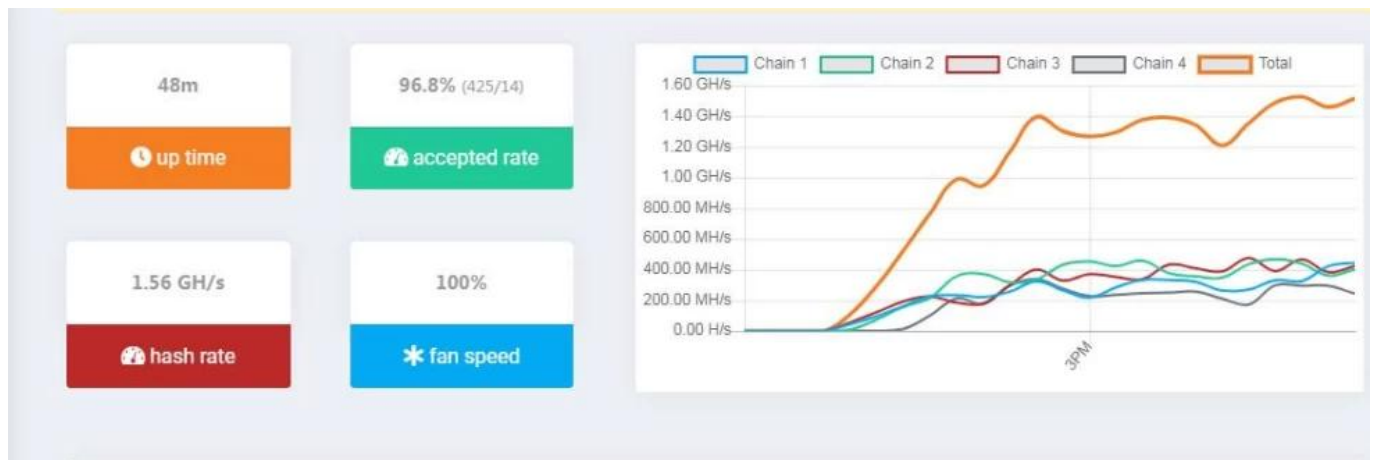 48m
up time
96.8% (425/14)
accepted rate
1.56 GH/s
hash rate
100%
fan speed
Chain 1 Chain 2 Chain 3 Chain 4 Total
1.60 GH/s
1.40 GH/s
1.20 GH/s
1.00 GH/s
800.00 MH/s
600.00 MH/s
400.00 MH/s
200.00 MH/s
0.00 H/s
3PM